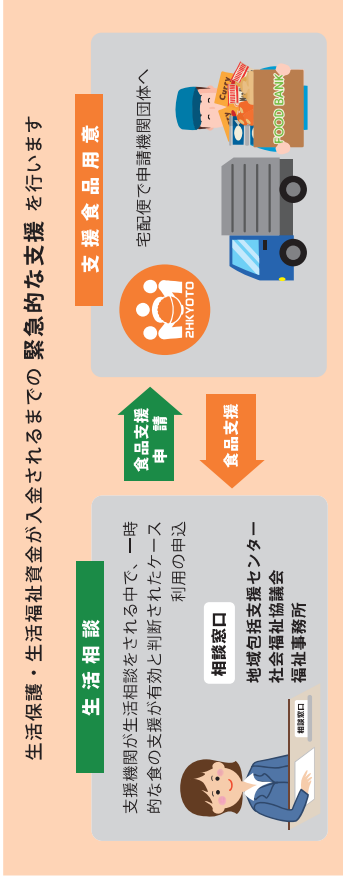 生活保護・生活福祉資金が入金されるまでの 緊急的な支援 を行います
生活相談
支援機関が生活相談をされる中で、一時
的な食の支援が有効と判断されたケース
利用の申込
相談窓口
地域包括支援センター
社会福祉協議会
福祉事務所
相談窓口
食品支援
申　請
食品支援
支援食品用意
宅配便で申請機関団体へ
2HKYOTO
Curry
Curry
FOOD BANK